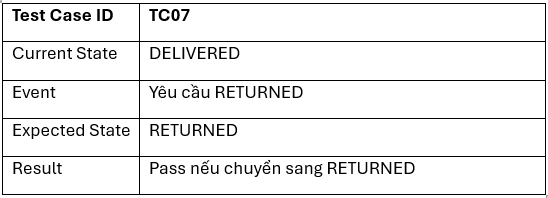 Test Case ID TC07
Current State DELIVERED
Event Yêu cầu RETURNED
Expected State RETURNED
Result Pass nếu chuyển sang RETURNED